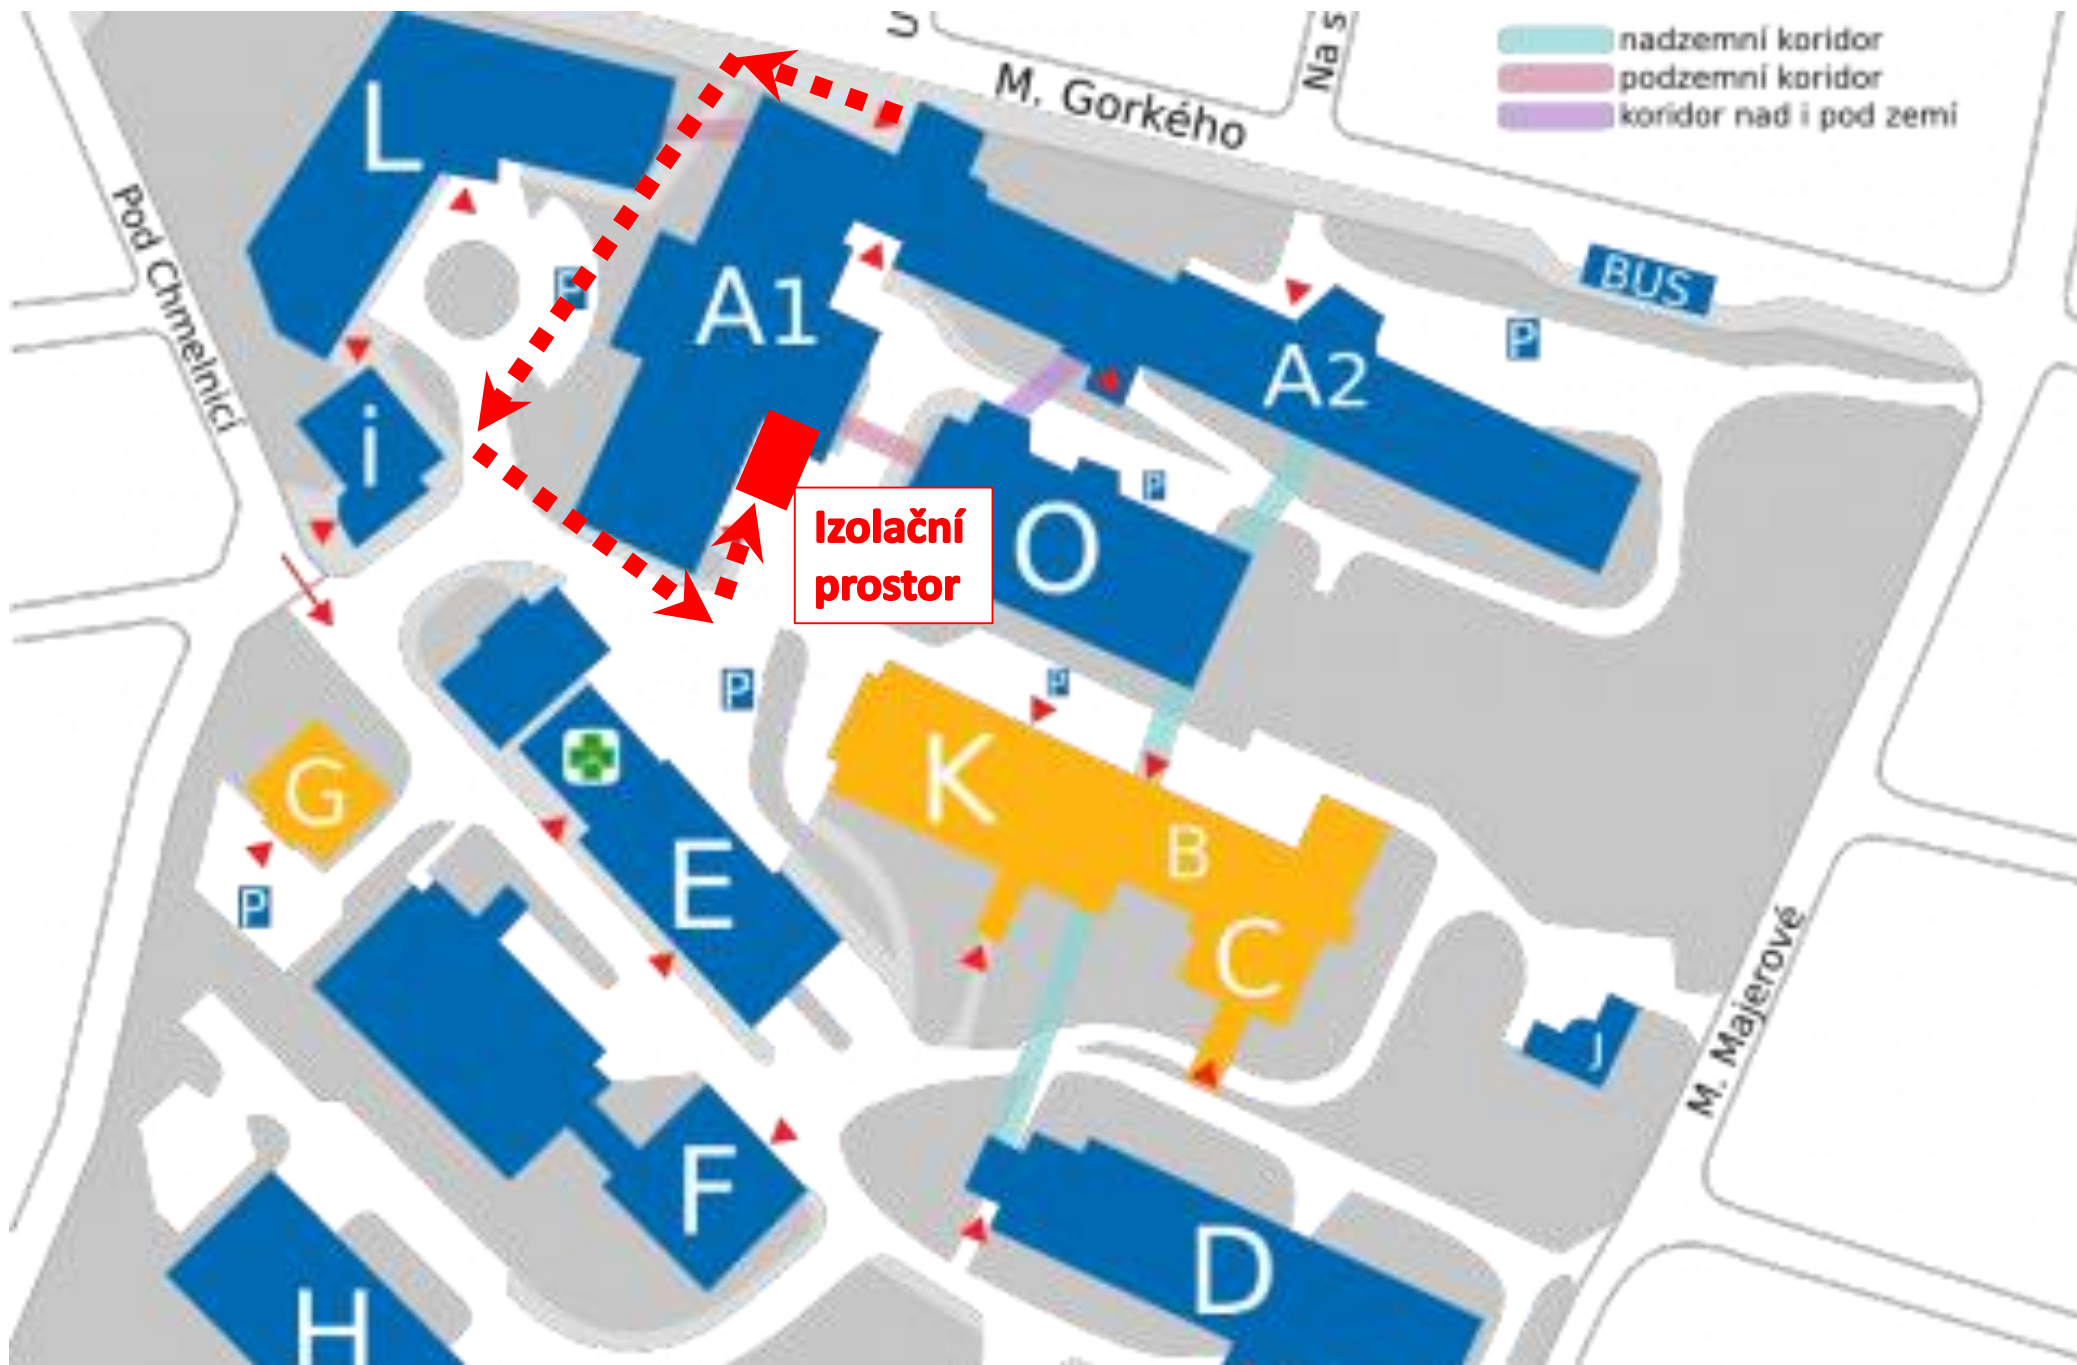 nadzemní koridor
podzemní koridor
koridor nad i pod zemí
S
M. Gorkého
Na s
L
Pod Chmelnicí
P
A1
BUS
P
A2
i
P
Izolační
prostor
O
P
P
K
G
B
E
P
C
M. Majerové
J
F
D
H